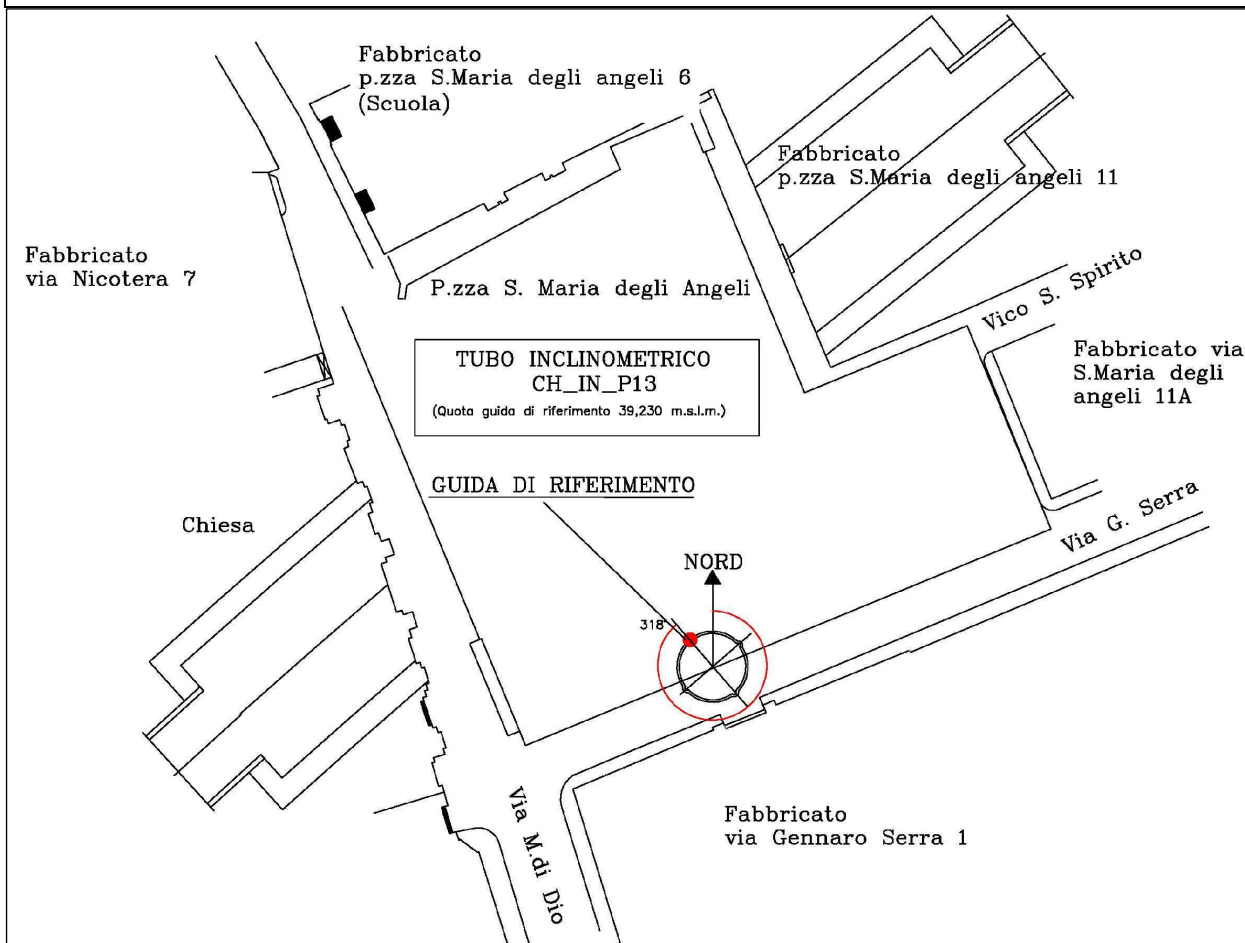 Fabbricato
p.zza S.Maria degli angeli 6
(Scuola)
Fabbricato
p.zza S.Maria degli angeli 11
Fabbricato
via Nicotera 7
P.zza S. Maria degli Angeli
Vico S. Spirito
TUBO INCLINOMETRICO
CH_IN_P13
(Quota guida di riferimento 39,230 m.s.l.m.)
Fabbricato via
S.Maria degli
angeli 11A
GUIDA DI RIFERIMENTO
Chiesa
Via G. Serra
NORD
318
Via M.di Dio
Fabbricato
via Gennaro Serra 1